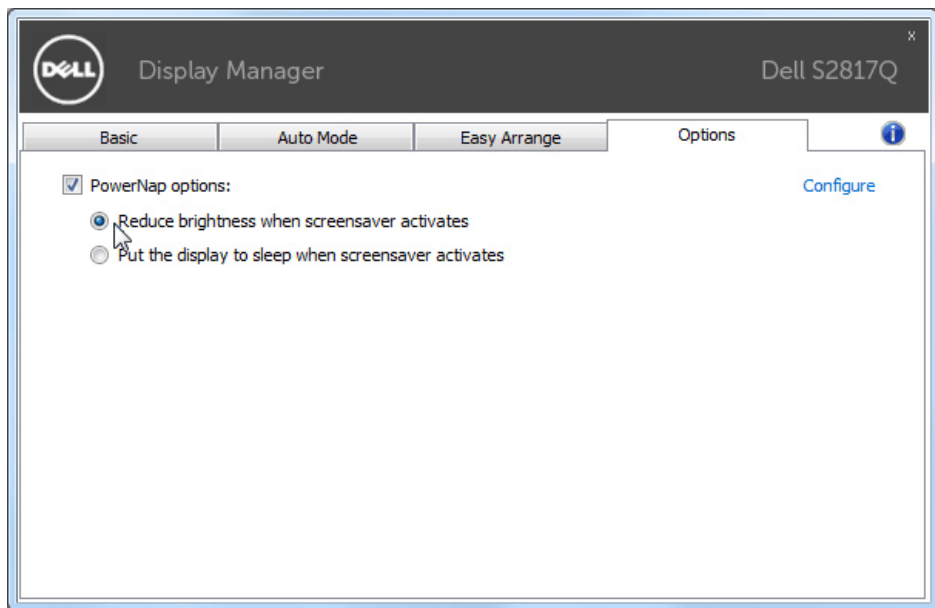 DELL
Display Manager
Dell S2817Q
x
Basic
Auto Mode
Easy Arrange
Options
i
PowerNap options:
Configure
Reduce brightness when screensaver activates
Put the display to sleep when screensaver activates